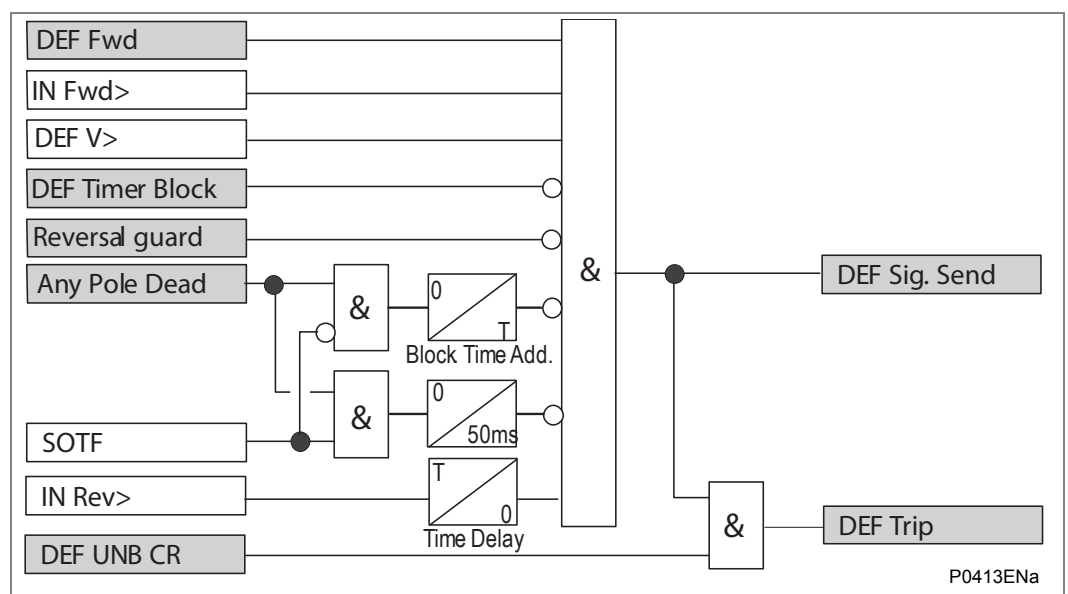 DEF Fwd
IN Fwd>
DEF V>
DEF Timer Block
Reversal guard
Any Pole Dead
&
0
T
Block Time Add.
&
DEF Sig. Send
&
0
50ms
SOTF
IN Rev>
T
0
Time Delay
&
DEF Trip
DEF UNB CR
P0413ENa